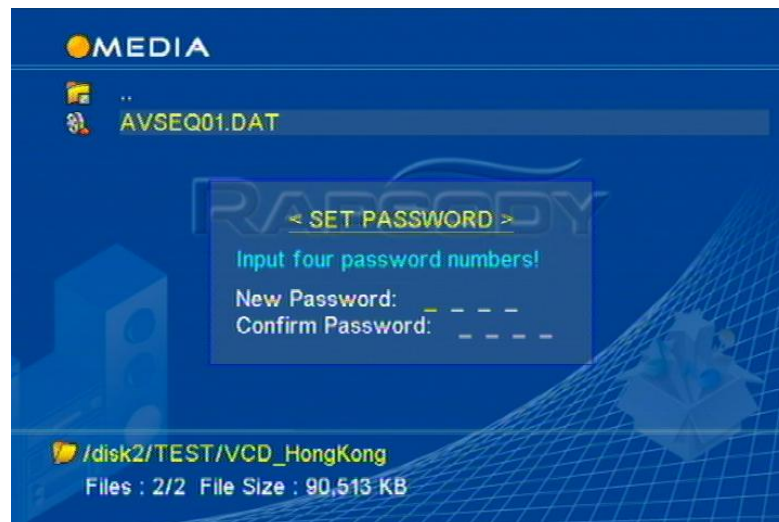 MEDIA
..
AVSEQ01.DAT
RAPSODY
< SET PASSWORD >
Input four password numbers!
New Password: _ _ _ _
Confirm Password: _ _ _ _
/disk2/TEST/VCD_HongKong
Files : 2/2 File Size : 90,513 KB